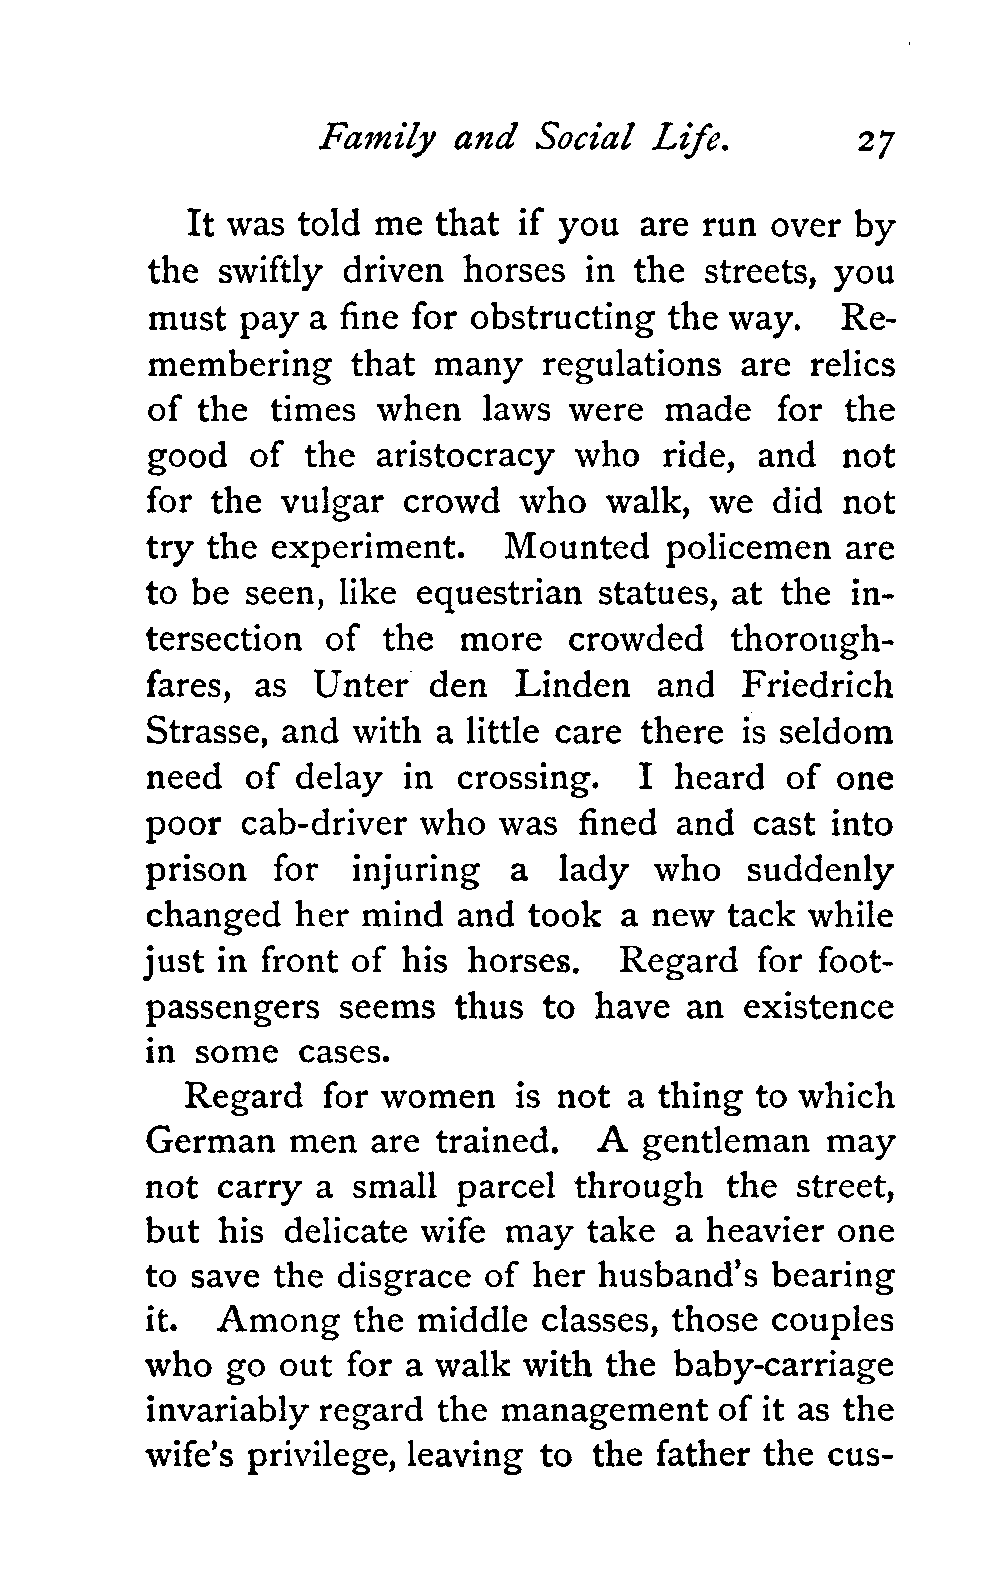 Family and Social Life. 27
It was told me that if you are run over by
the swiftly driven horses in the streets, you
must pay a fine for obstructing the way. Re-
membering that many regulations are relics
of the times when laws were made for the
good of the aristocracy who ride, and not
for the vulgar crowd who walk, we did not
try the experiment. Mounted policemen are
to be seen, like equestrian statues, at the in-
tersection of the more crowded thorough-
fares, as Unter den Linden and Friedrich
Strasse, and with a little care there is seldom
need of delay in crossing. I heard of one
poor cab-driver who was fined and cast into
prison for injuring a lady who suddenly
changed her mind and took a new tack while
just in front of his horses. Regard for foot-
passengers seems thus to have an existence
in some cases.
Regard for women is not a thing to which
German men are trained. A gentleman may
not carry a small parcel through the street,
but his delicate wife may take a heavier one
to save the disgrace of her husband's bearing
it. Among the middle classes, those couples
who go out for a walk with the baby-carriage
invariably regard the management of it as the
wife's privilege, leaving to the father the cus-